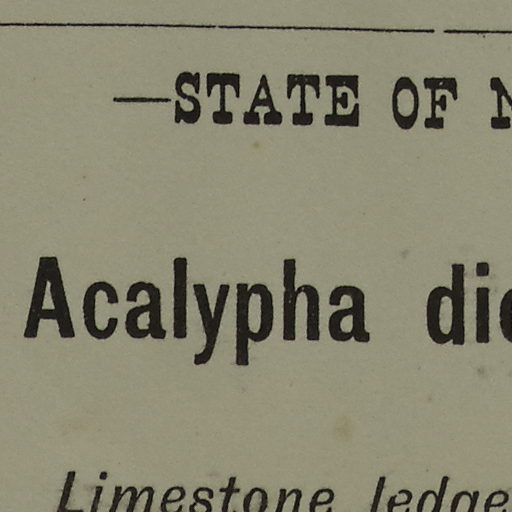 —STATE OF
Acalypha
Limestone